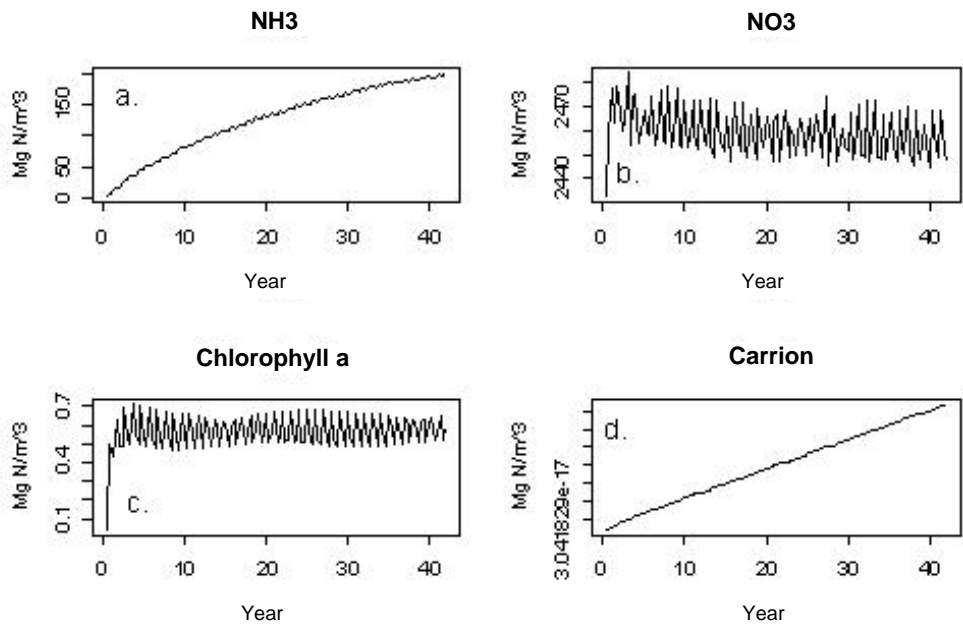 NH3
Mg N/m^3
0 50 150
a.
0 10 20 30 40
Year
NO3
Mg N/m^3
2440 2470
b.
0 10 20 30 40
Year
Chlorophyll a
Mg N/m^3
0.1 0.4 0.7
c.
0 10 20 30 40
Year
Carrion
Mg N/m^3
3.041829e-17
d.
0 10 20 30 40
Year